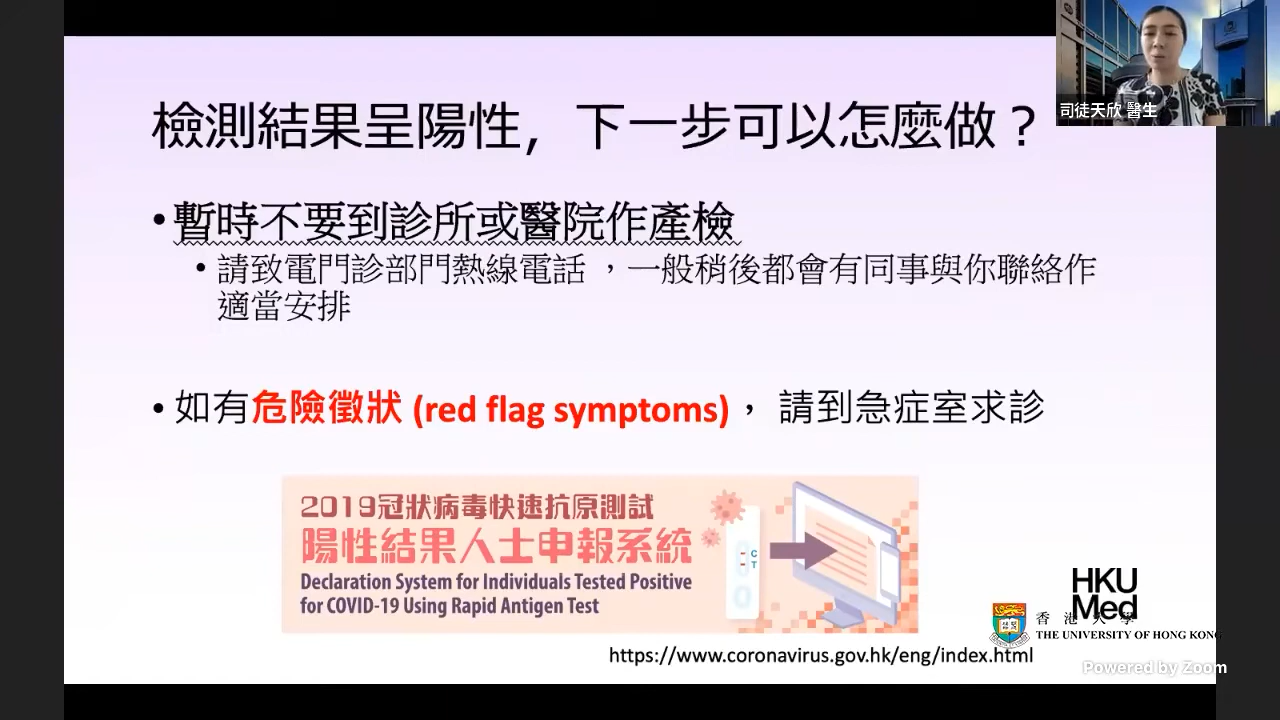 檢測結果呈陽性，下一步可以怎麼做？
司徒天欣 醫生
•暫時不要到診所或醫院作產檢
•請致電門診部門熱線電話 ，一般稍後都會有同事與你聯絡作
適當安排
•如有危險徵狀 (red flag symptoms)， 請到急症室求診
2019冠狀病毒快速抗原測試
陽性結果人士申報系統
Declaration System for Individuals Tested Positive
for COVID-19 Using Rapid Antigen Test
C
T
HKU
Med
香港大學
THE UNIVERSITY OF HONG KONG
https://www.coronavirus.gov.hk/eng/index.html
Powered by Zoom